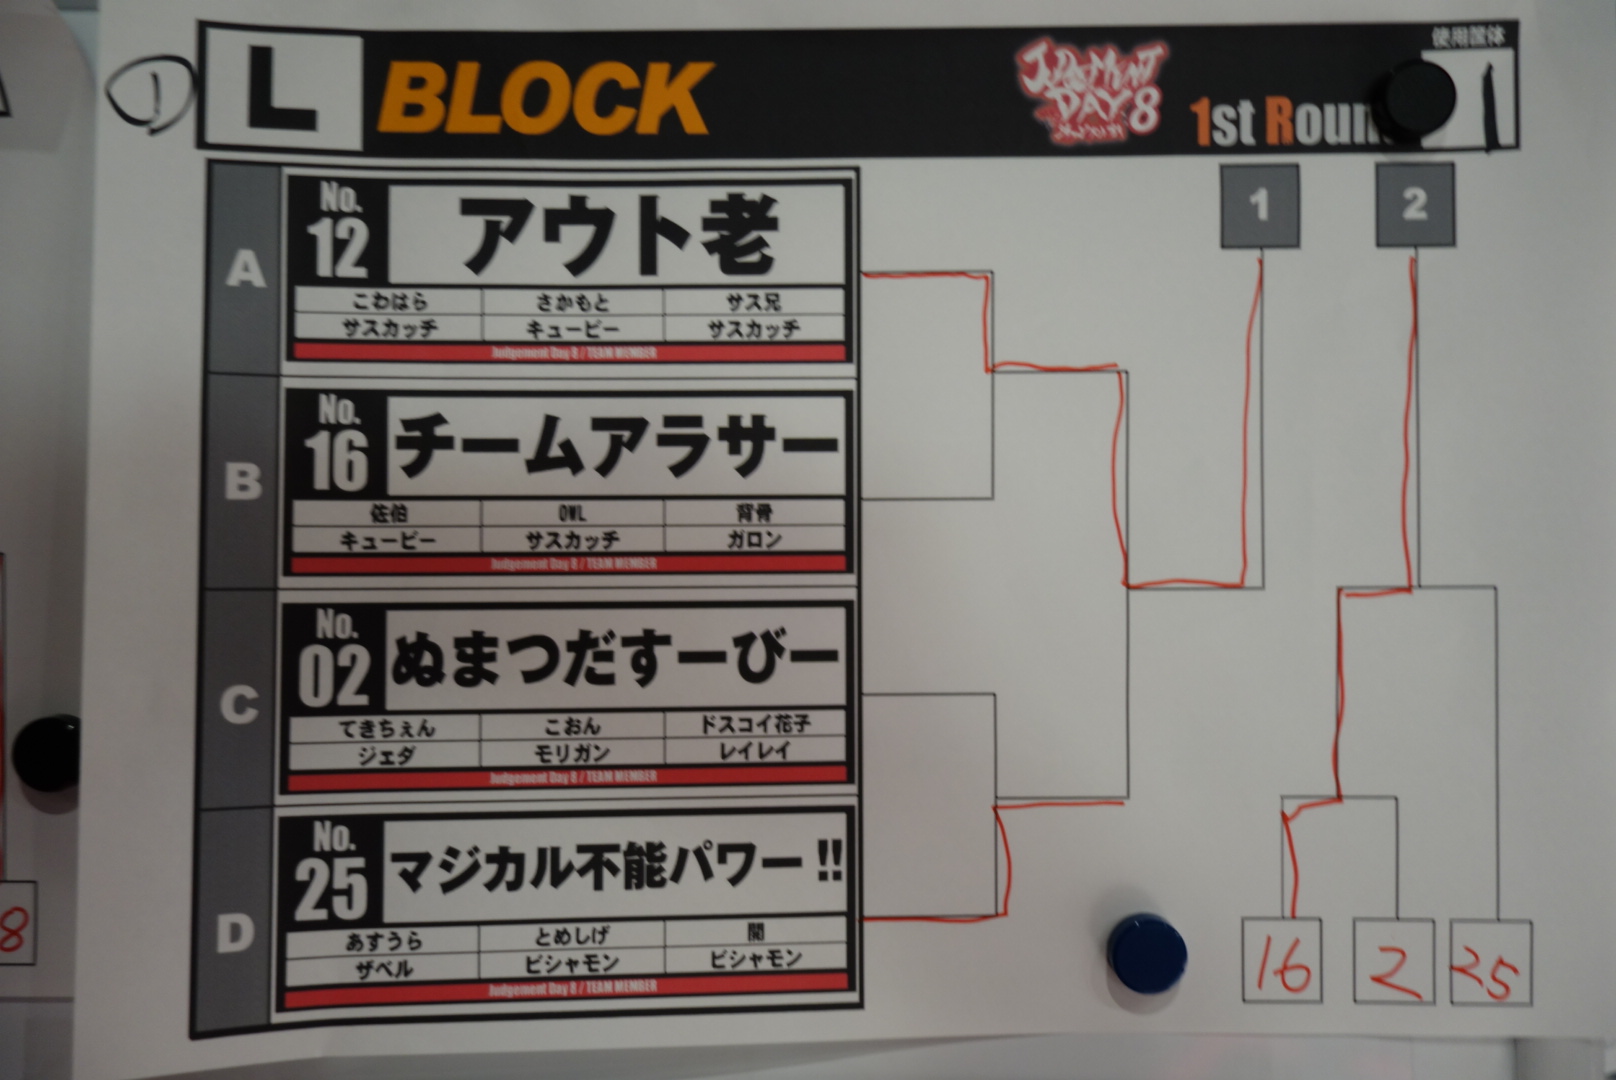 ① L BLOCK JUDGMENT DAY 8 1st Roun 使用筐体 1
1 2
A No. 12 アウト老
こわはら さかもと サス兄
サスカッチ キュービー サスカッチ
Judgement Day 8 / TEAM MEMBER
B No. 16 チームアラサー
佐伯 OWL 背骨
キュービー サスカッチ ガロン
Judgement Day 8 / TEAM MEMBER
C No. 02 ぬまつだすーびー
てきちぇん こおん ドスコイ花子
ジェダ モリガン レイレイ
Judgement Day 8 / TEAM MEMBER
D No. 25 マジカル不能パワー!!
あすうら とめしげ 開
ザベル ビシャモン ビシャモン
Judgement Day 8 / TEAM MEMBER
16 2 25
8